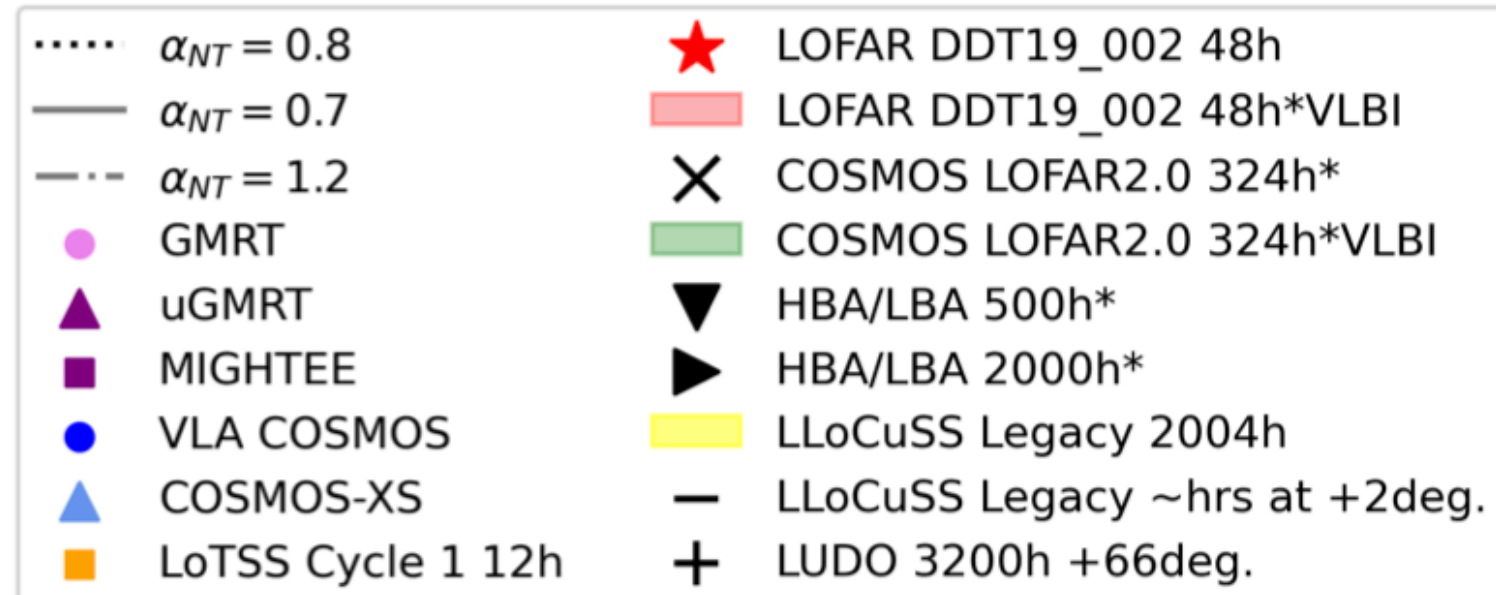 α_NT = 0.8
α_NT = 0.7
α_NT = 1.2
GMRT
uGMRT
MIGHTEE
VLA COSMOS
COSMOS-XS
LoTSS Cycle 1 12h
LOFAR DDT19_002 48h
LOFAR DDT19_002 48h*VLBI
COSMOS LOFAR2.0 324h*
COSMOS LOFAR2.0 324h*VLBI
HBA/LBA 500h*
HBA/LBA 2000h*
LLoCuSS Legacy 2004h
LLoCuSS Legacy ~hrs at +2deg.
LUDO 3200h +66deg.